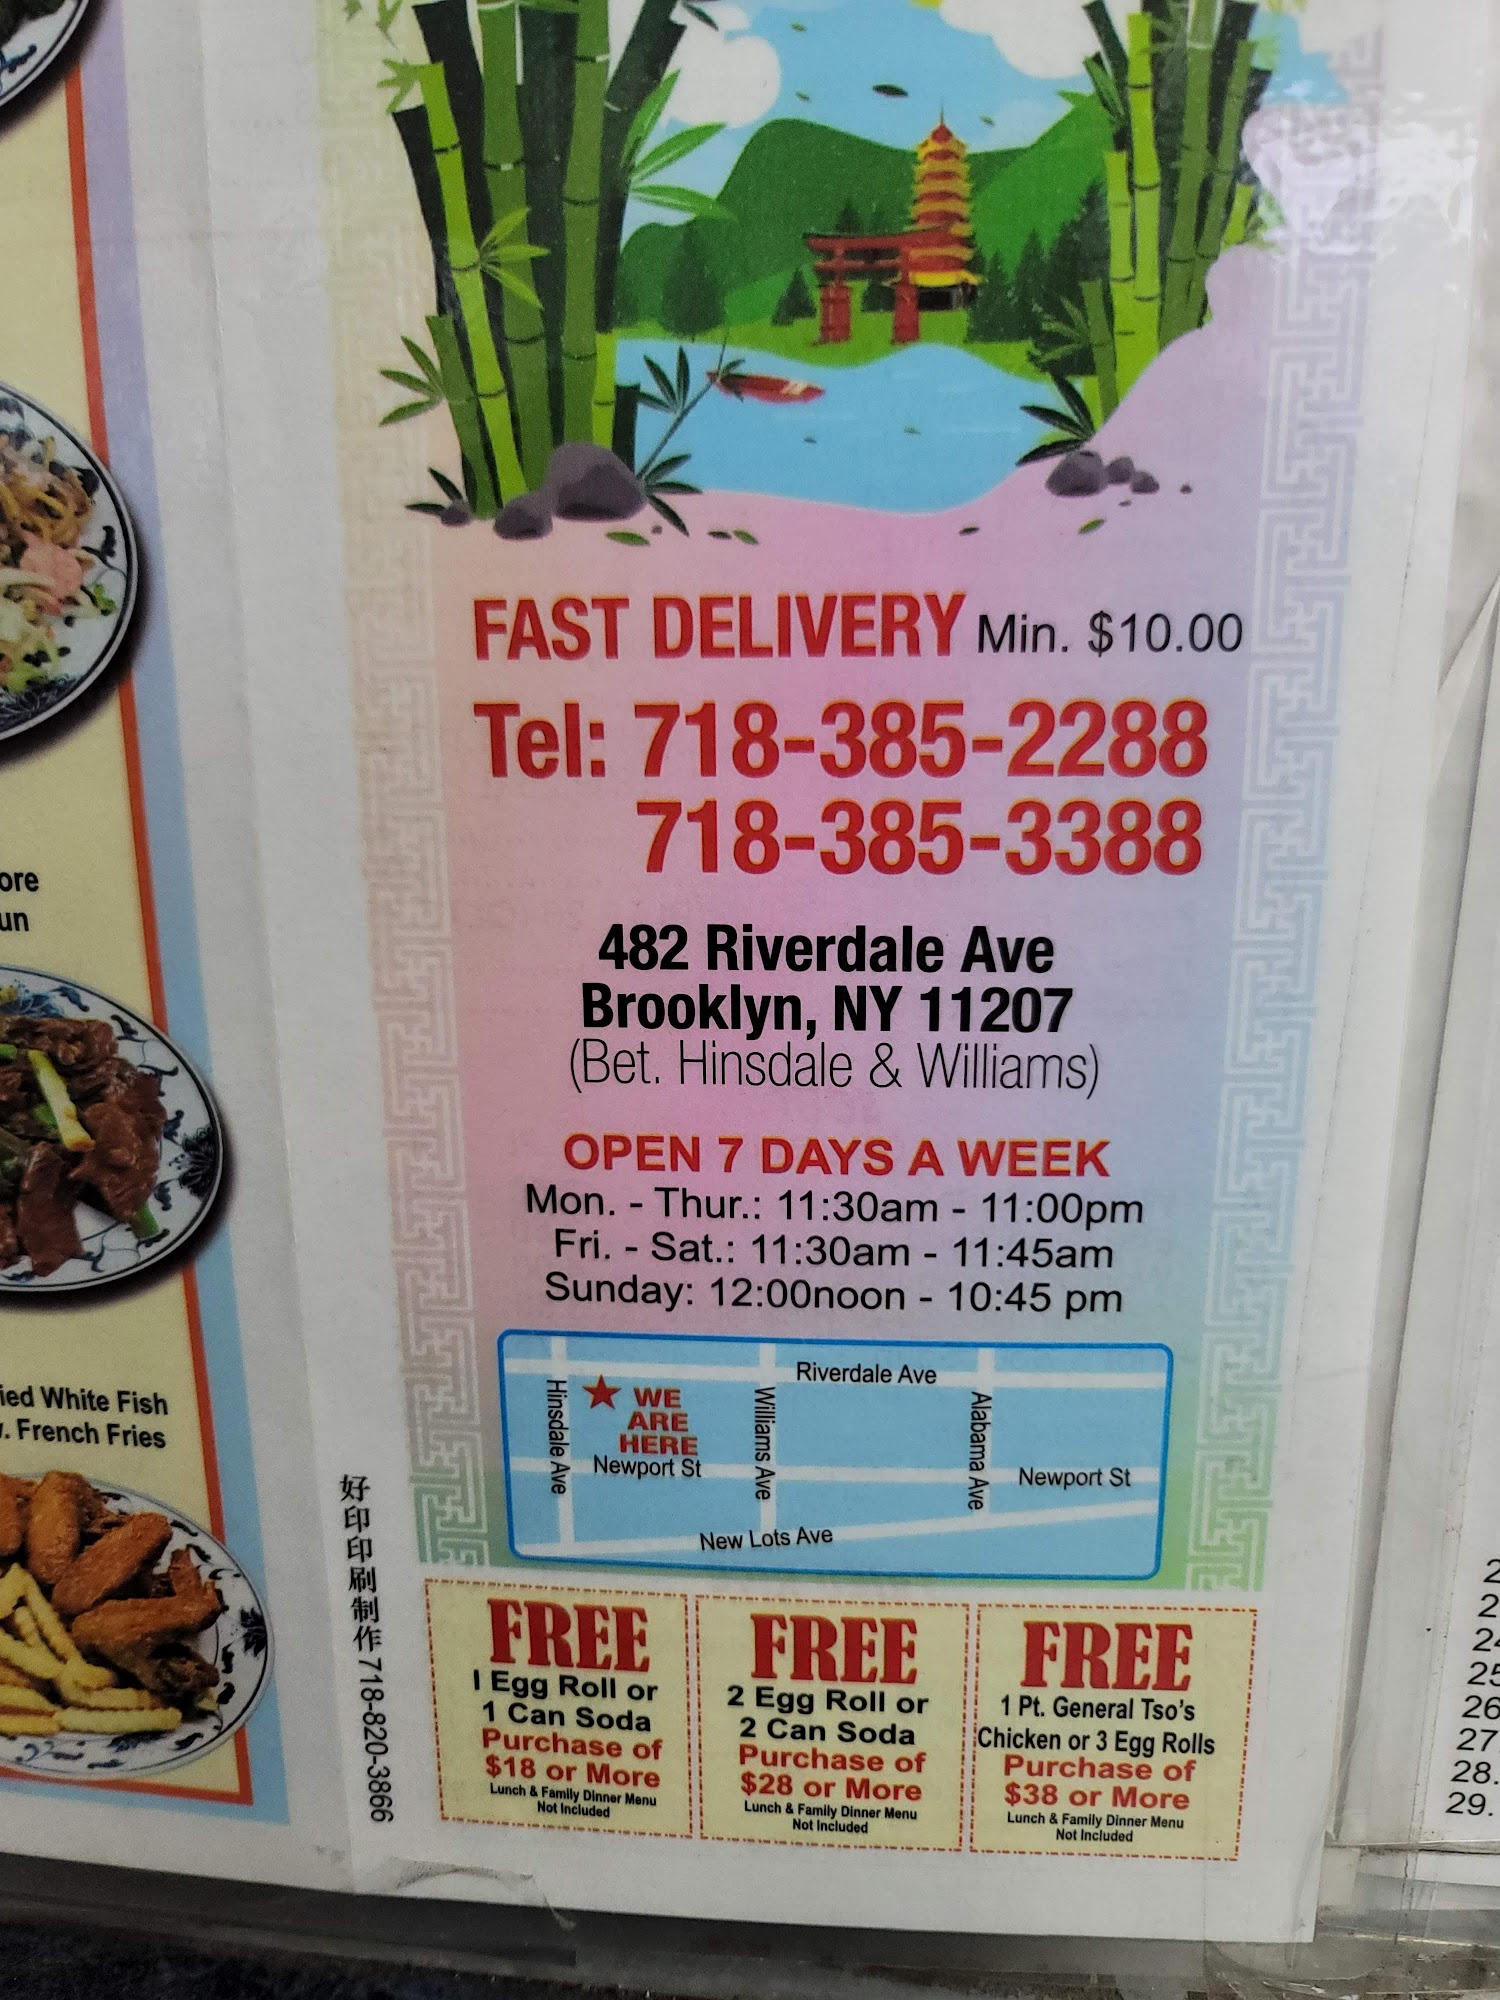 FAST DELIVERY Min. $10.00
Tel: 718-385-2288
718-385-3388
482 Riverdale Ave
Brooklyn, NY 11207
(Bet. Hinsdale & Williams)
OPEN 7 DAYS A WEEK
Mon. - Thur.: 11:30am - 11:00pm
Fri. - Sat.: 11:30am - 11:45am
Sunday: 12:00noon - 10:45 pm
Riverdale Ave
Hinsdale Ave
WE
ARE
HERE
Williams Ave
Alabama Ave
Newport St
Newport St
New Lots Ave
FREE
1 Egg Roll or
1 Can Soda
Purchase of
$18 or More
Lunch & Family Dinner Menu
Not Included
FREE
2 Egg Roll or
2 Can Soda
Purchase of
$28 or More
Lunch & Family Dinner Menu
Not Included
FREE
1 Pt. General Tso's
Chicken or 3 Egg Rolls
Purchase of
$38 or More
Lunch & Family Dinner Menu
Not Included
好印印刷制作 718-820-3866
White Fish
French Fries
26
27
28.
29.